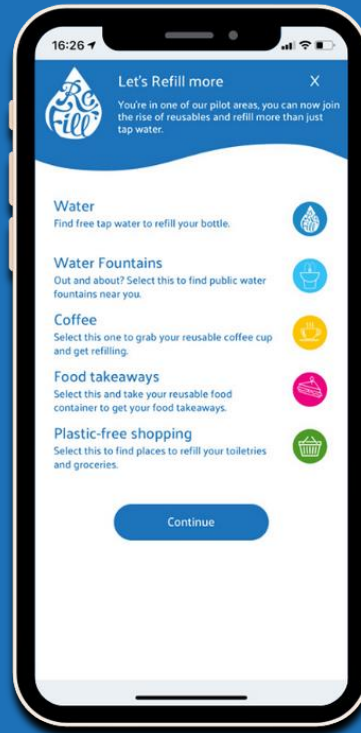 16:26
Re
Fill
Let's Refill more
X
You're in one of our pilot areas, you can now join
the rise of reusables and refill more than just
tap water.
Water
Find free tap water to refill your bottle.
Water Fountains
Out and about? Select this to find public water
fountains near you.
Coffee
Select this one to grab your reusable coffee cup
and get refilling.
Food takeaways
Select this and take your reusable food
container to get your food takeaways.
Plastic-free shopping
Select this to find places to refill your toiletries
and groceries.
Continue